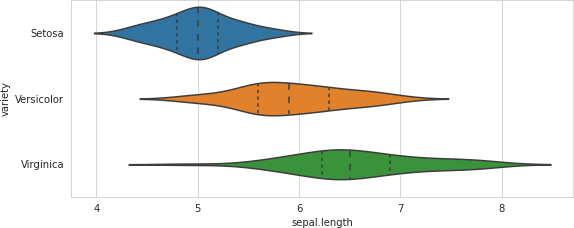 Setosa
Versicolor
Virginica
variety
4 5 6 7 8
sepal.length